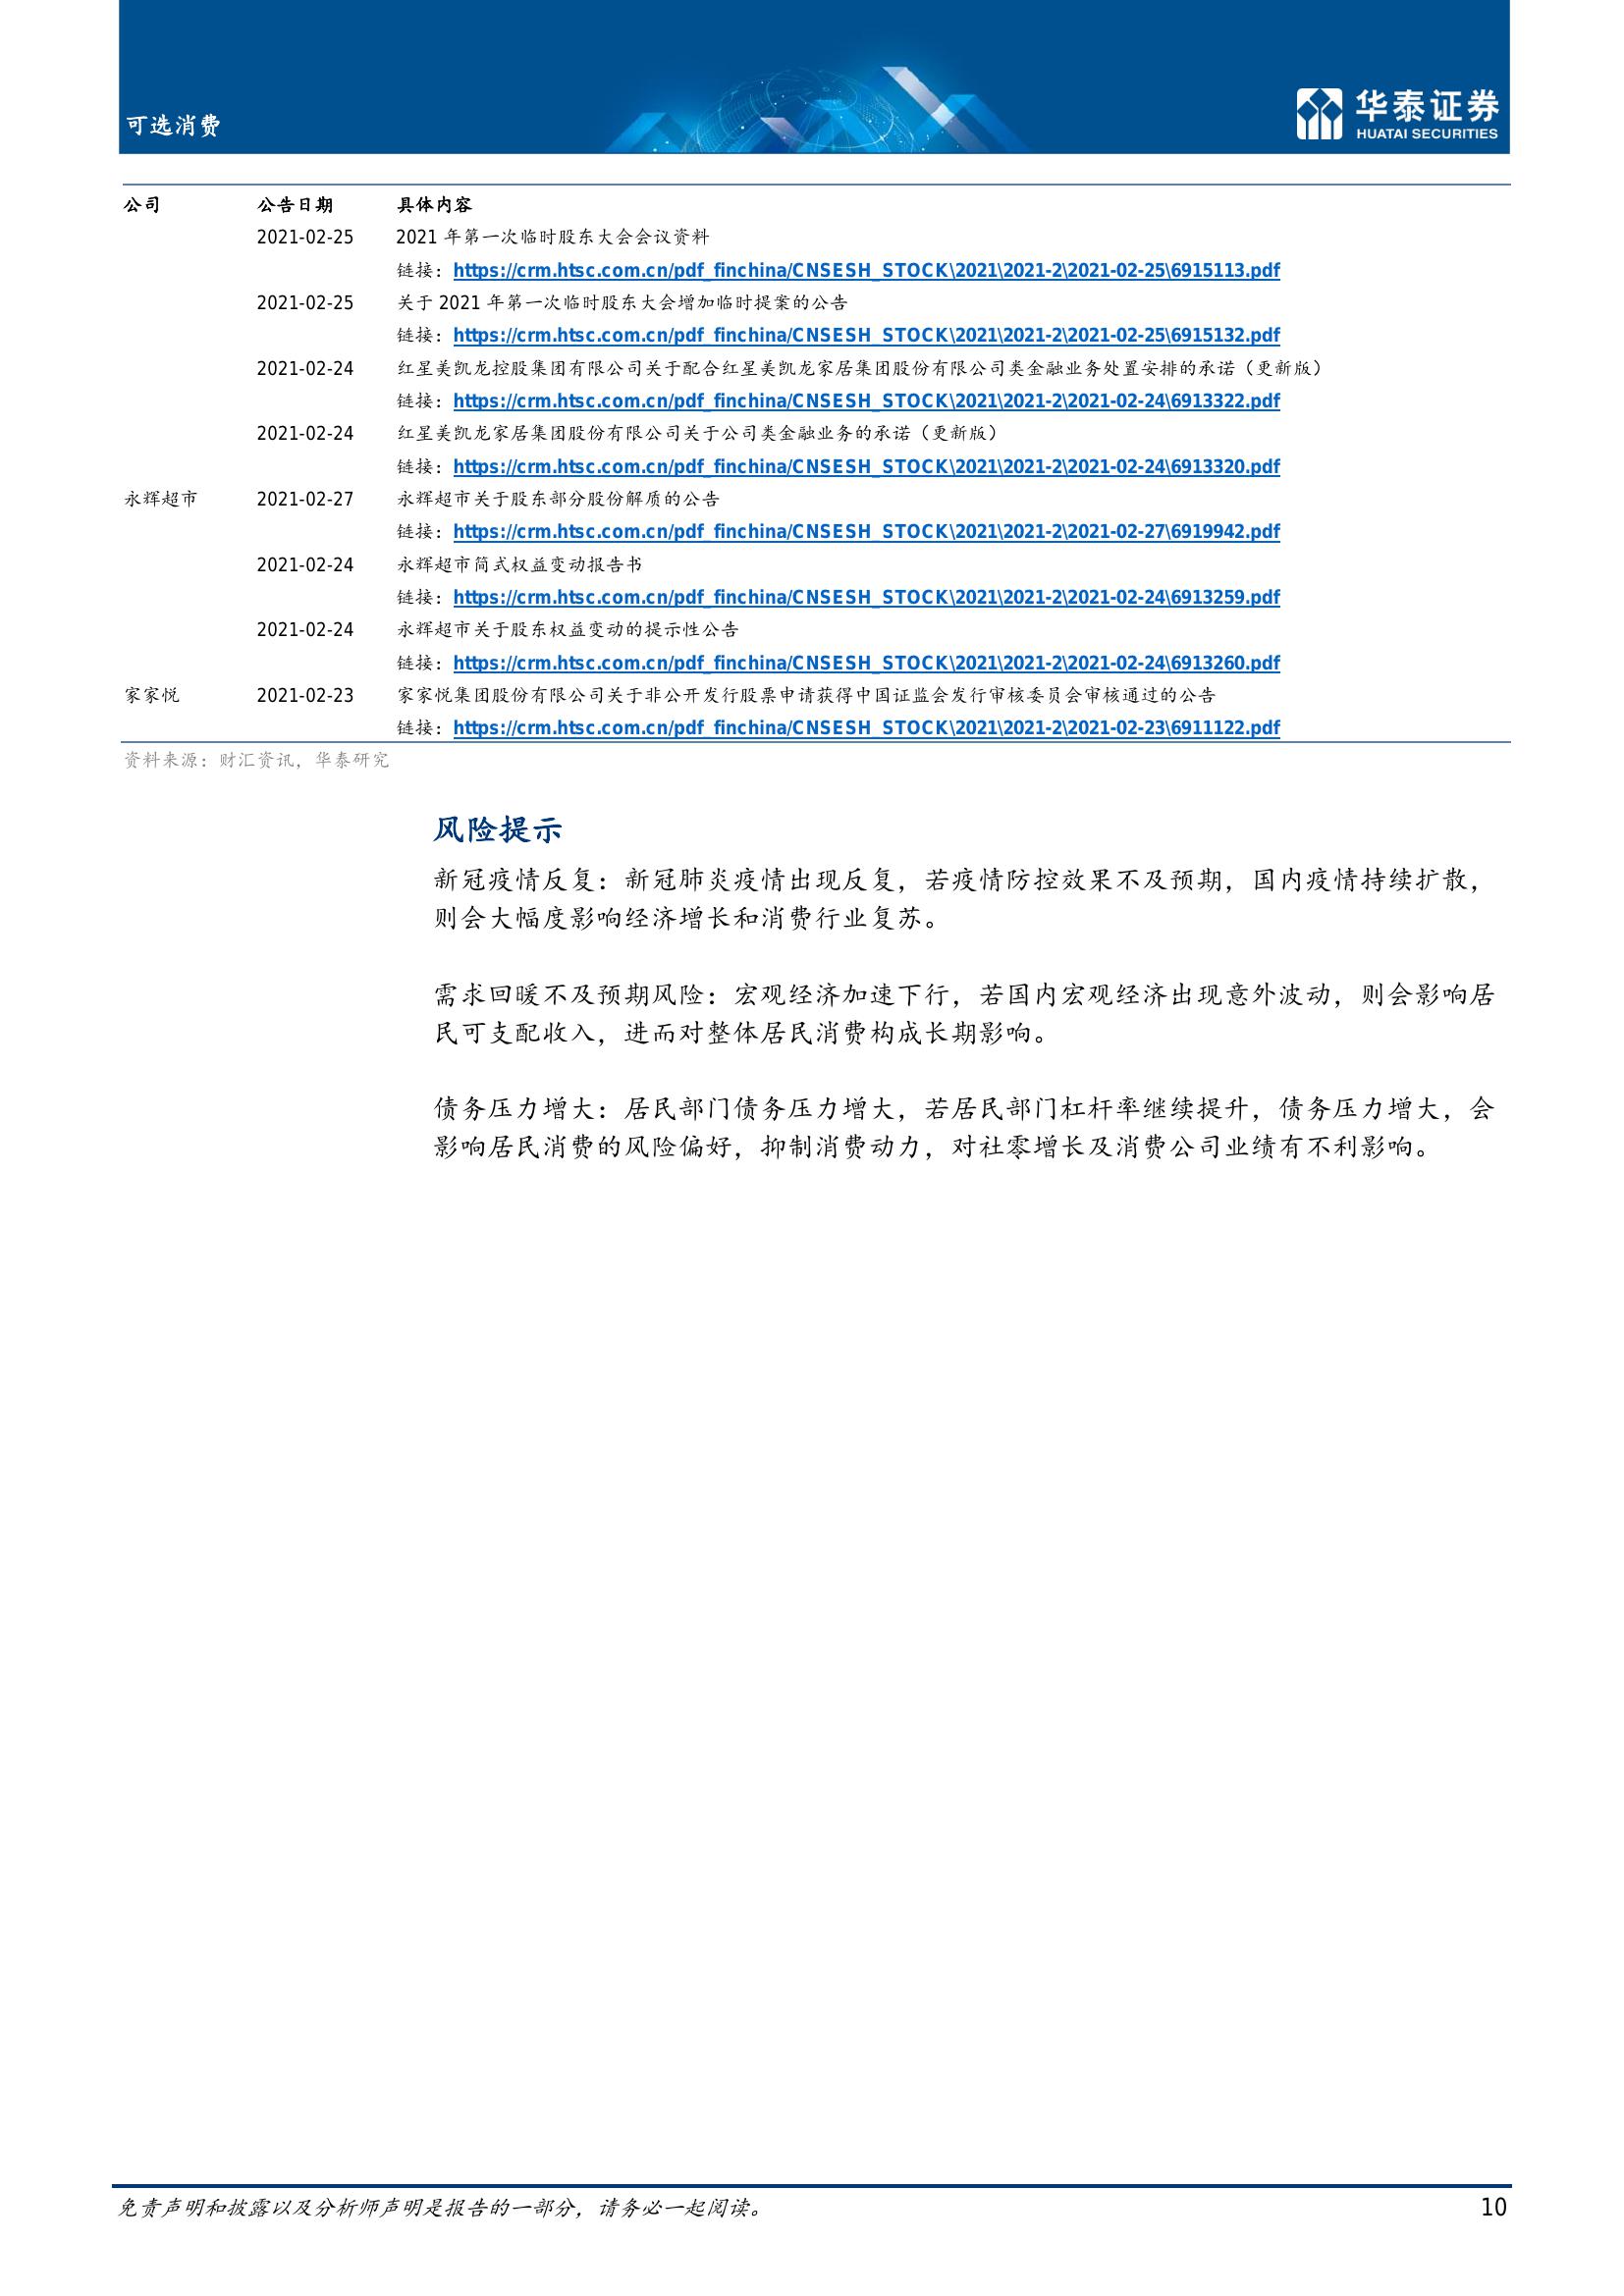 可选消费
华泰证券
HUATAI SECURITIES
公司 公告日期 具体内容
2021-02-25 2021 年第一次临时股东大会会议资料
链接：https://crm.htsc.com.cn/pdf_finchina/CNSESH_STOCK\2021\2021-2\2021-02-25\6915113.pdf
2021-02-25 关于 2021 年第一次临时股东大会增加临时提案的公告
链接：https://crm.htsc.com.cn/pdf_finchina/CNSESH_STOCK\2021\2021-2\2021-02-25\6915132.pdf
2021-02-24 红星美凯龙控股集团有限公司关于配合红星美凯龙家居集团股份有限公司类金融业务处置安排的承诺（更新版）
链接：https://crm.htsc.com.cn/pdf_finchina/CNSESH_STOCK\2021\2021-2\2021-02-24\6913322.pdf
2021-02-24 红星美凯龙家居集团股份有限公司关于公司类金融业务的承诺（更新版）
链接：https://crm.htsc.com.cn/pdf_finchina/CNSESH_STOCK\2021\2021-2\2021-02-24\6913320.pdf
永辉超市 2021-02-27 永辉超市关于股东部分股份解质的公告
链接：https://crm.htsc.com.cn/pdf_finchina/CNSESH_STOCK\2021\2021-2\2021-02-27\6919942.pdf
2021-02-24 永辉超市简式权益变动报告书
链接：https://crm.htsc.com.cn/pdf_finchina/CNSESH_STOCK\2021\2021-2\2021-02-24\6913259.pdf
2021-02-24 永辉超市关于股东权益变动的提示性公告
链接：https://crm.htsc.com.cn/pdf_finchina/CNSESH_STOCK\2021\2021-2\2021-02-24\6913260.pdf
家家悦 2021-02-23 家家悦集团股份有限公司关于非公开发行股票申请获得中国证监会发行审核委员会审核通过的公告
链接：https://crm.htsc.com.cn/pdf_finchina/CNSESH_STOCK\2021\2021-2\2021-02-23\6911122.pdf
资料来源：财汇资讯，华泰研究
风险提示
新冠疫情反复：新冠肺炎疫情出现反复，若疫情防控效果不及预期，国内疫情持续扩散，
则会大幅度影响经济增长和消费行业复苏。
需求回暖不及预期风险：宏观经济加速下行，若国内宏观经济出现意外波动，则会影响居
民可支配收入，进而对整体居民消费构成长期影响。
债务压力增大：居民部门债务压力增大，若居民部门杠杆率继续提升，债务压力增大，会
影响居民消费的风险偏好，抑制消费动力，对社零增长及消费公司业绩有不利影响。
免责声明和披露以及分析师声明是报告的一部分，请务必一起阅读。 10